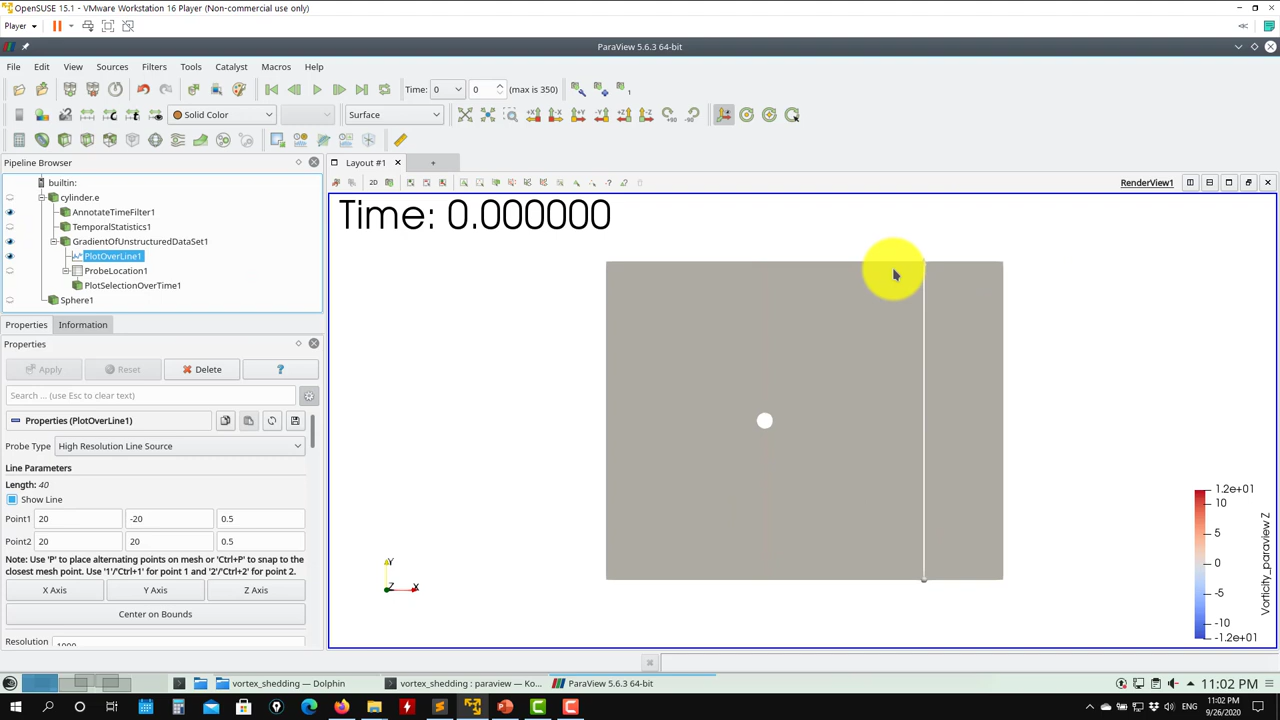 OpenSUSE 15.1 - VMware Workstation 16 Player (Non-commercial use only)
Player
ParaView 5.6.3 64-bit
File Edit View Sources Filters Tools Catalyst Macros Help
Time: 0 0 (max is 350)
Solid Color Surface +X -X +Y -Y +Z -Z +90 -90
Pipeline Browser
Layout #1 +
builtin:
3D
RenderView1
cylinder.e
AnnotateTimeFilter1
TemporalStatistics1
GradientOfUnstructuredDataSet1
PlotOverLine1
ProbeLocation1
PlotSelectionOverTime1
Sphere1
Time: 0.000000
Properties Information
Properties
Apply Reset Delete ?
Search ... (use Esc to clear text)
Properties (PlotOverLine1)
Probe Type High Resolution Line Source
Line Parameters
Length: 40
Show Line
Point1 20 -20 0.5
Point2 20 20 0.5
Note: Use 'P' to place alternating points on mesh or 'Ctrl+P' to snap to the
closest mesh point. Use '1'/'Ctrl+1' for point 1 and '2'/'Ctrl+2' for point 2.
X Axis Y Axis Z Axis
Center on Bounds
Resolution 1000
Y
Z X
1.2e+01
10
5
0
-5
-10
-1.2e+01
Vorticity_paraview Z
vortex_shedding — Dolphin vortex_shedding : paraview — Ko... ParaView 5.6.3 64-bit 11:02 PM
11:02 PM
9/26/2020